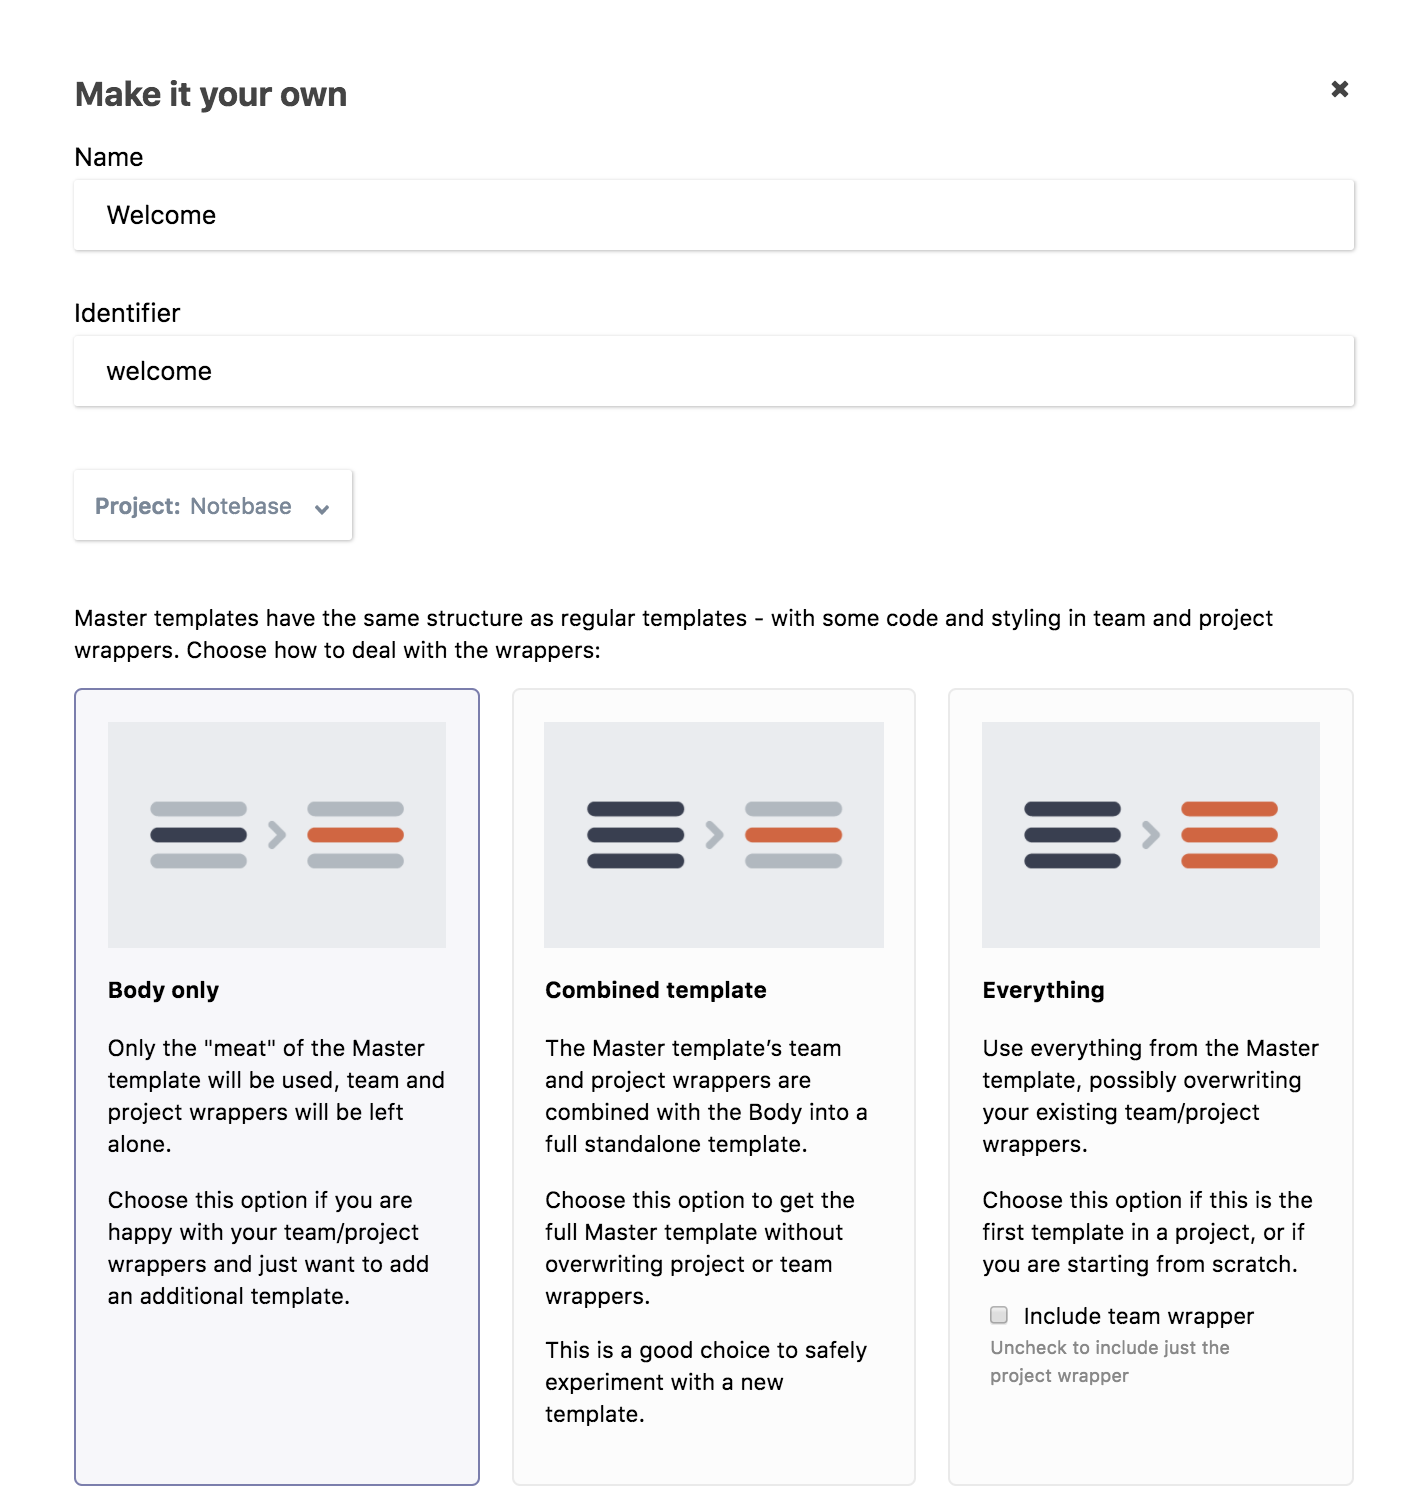 Make it your own
Name
Welcome
Identifier
welcome
Project: Notebase
Master templates have the same structure as regular templates - with some code and styling in team and project
wrappers. Choose how to deal with the wrappers:
Body only
Only the "meat" of the Master
template will be used, team and
project wrappers will be left
alone.
Choose this option if you are
happy with your team/project
wrappers and just want to add
an additional template.
Combined template
The Master template’s team
and project wrappers are
combined with the Body into a
full standalone template.
Choose this option to get the
full Master template without
overwriting project or team
wrappers.
This is a good choice to safely
experiment with a new
template.
Everything
Use everything from the Master
template, possibly overwriting
your existing team/project
wrappers.
Choose this option if this is the
first template in a project, or if
you are starting from scratch.
Include team wrapper
Uncheck to include just the
project wrapper